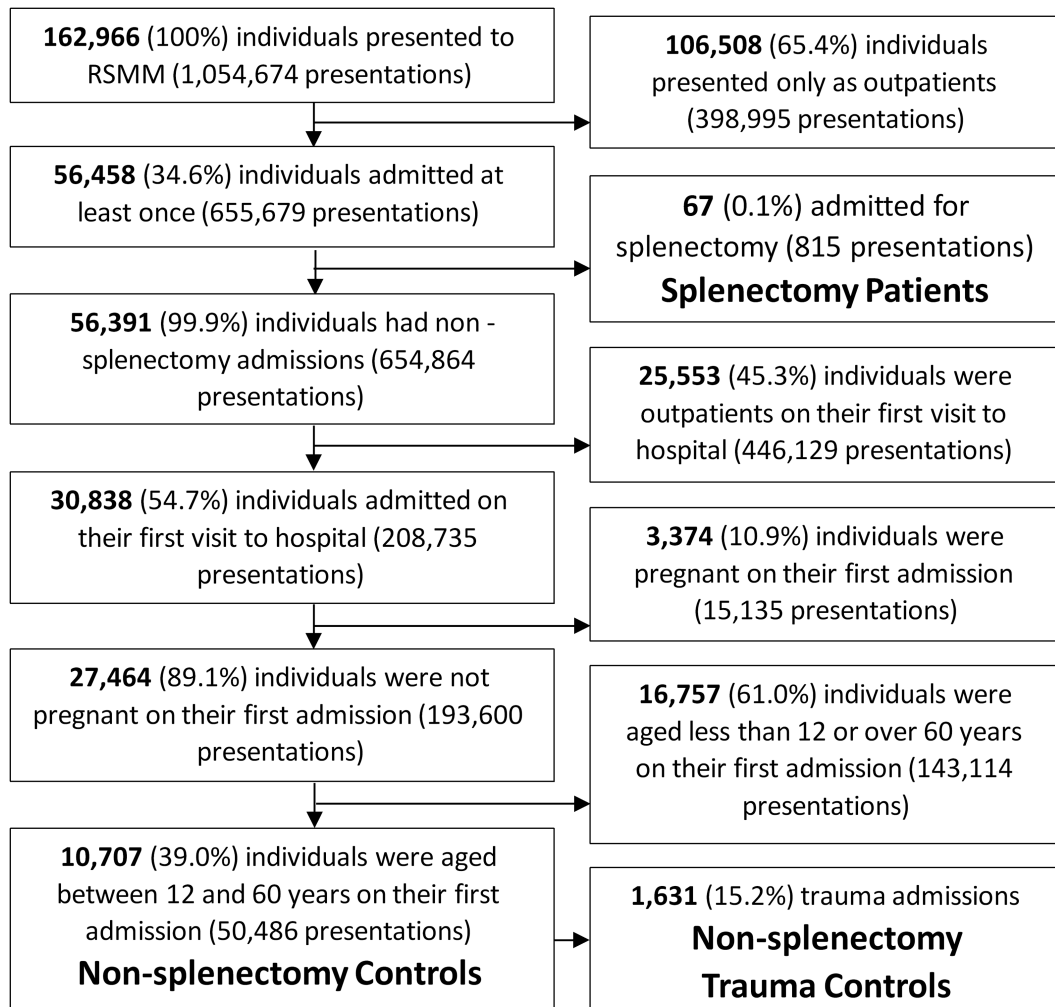 162,966 (100%) individuals presented to
RSMM (1,054,674 presentations)
106,508 (65.4%) individuals
presented only as outpatients
(398,995 presentations)
56,458 (34.6%) individuals admitted at
least once (655,679 presentations)
67 (0.1%) admitted for
splenectomy (815 presentations)
Splenectomy Patients
56,391 (99.9%) individuals had non -
splenectomy admissions (654,864
presentations)
25,553 (45.3%) individuals were
outpatients on their first visit to
hospital (446,129 presentations)
30,838 (54.7%) individuals admitted on
their first visit to hospital (208,735
presentations)
3,374 (10.9%) individuals were
pregnant on their first admission
(15,135 presentations)
27,464 (89.1%) individuals were not
pregnant on their first admission (193,600
presentations)
16,757 (61.0%) individuals were
aged less than 12 or over 60 years
on their first admission (143,114
presentations)
10,707 (39.0%) individuals were aged
between 12 and 60 years on their first
admission (50,486 presentations)
Non-splenectomy Controls
1,631 (15.2%) trauma admissions
Non-splenectomy
Trauma Controls